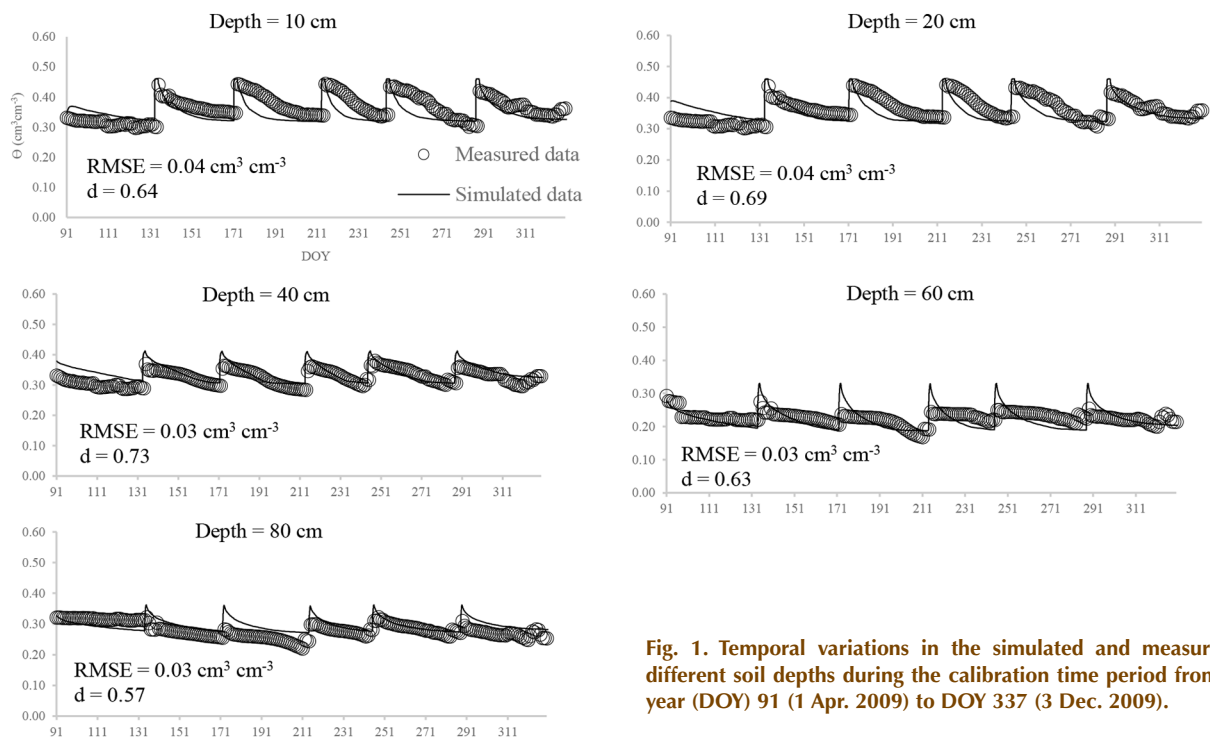 Depth = 10 cm
0.60
0.50
0.40
0.30
0.20
0.10
0.00
Θ (cm³cm⁻³)
RMSE = 0.04 cm³ cm⁻³
d = 0.64
Measured data
Simulated data
91 111 131 151 171 191 211 231 251 271 291 311
DOY
Depth = 20 cm
0.60
0.50
0.40
0.30
0.20
0.10
0.00
RMSE = 0.04 cm³ cm⁻³
d = 0.69
91 111 131 151 171 191 211 231 251 271 291 311
Depth = 40 cm
0.60
0.50
0.40
0.30
0.20
0.10
0.00
RMSE = 0.03 cm³ cm⁻³
d = 0.73
91 111 131 151 171 191 211 231 251 271 291 311
Depth = 60 cm
0.60
0.50
0.40
0.30
0.20
0.10
0.00
RMSE = 0.03 cm³ cm⁻³
d = 0.63
91 111 131 151 171 191 211 231 251 271 291 311
Depth = 80 cm
0.60
0.50
0.40
0.30
0.20
0.10
0.00
RMSE = 0.03 cm³ cm⁻³
d = 0.57
91 111 131 151 171 191 211 231 251 271 291 311
Fig. 1. Temporal variations in the simulated and measur
different soil depths during the calibration time period from
year (DOY) 91 (1 Apr. 2009) to DOY 337 (3 Dec. 2009).